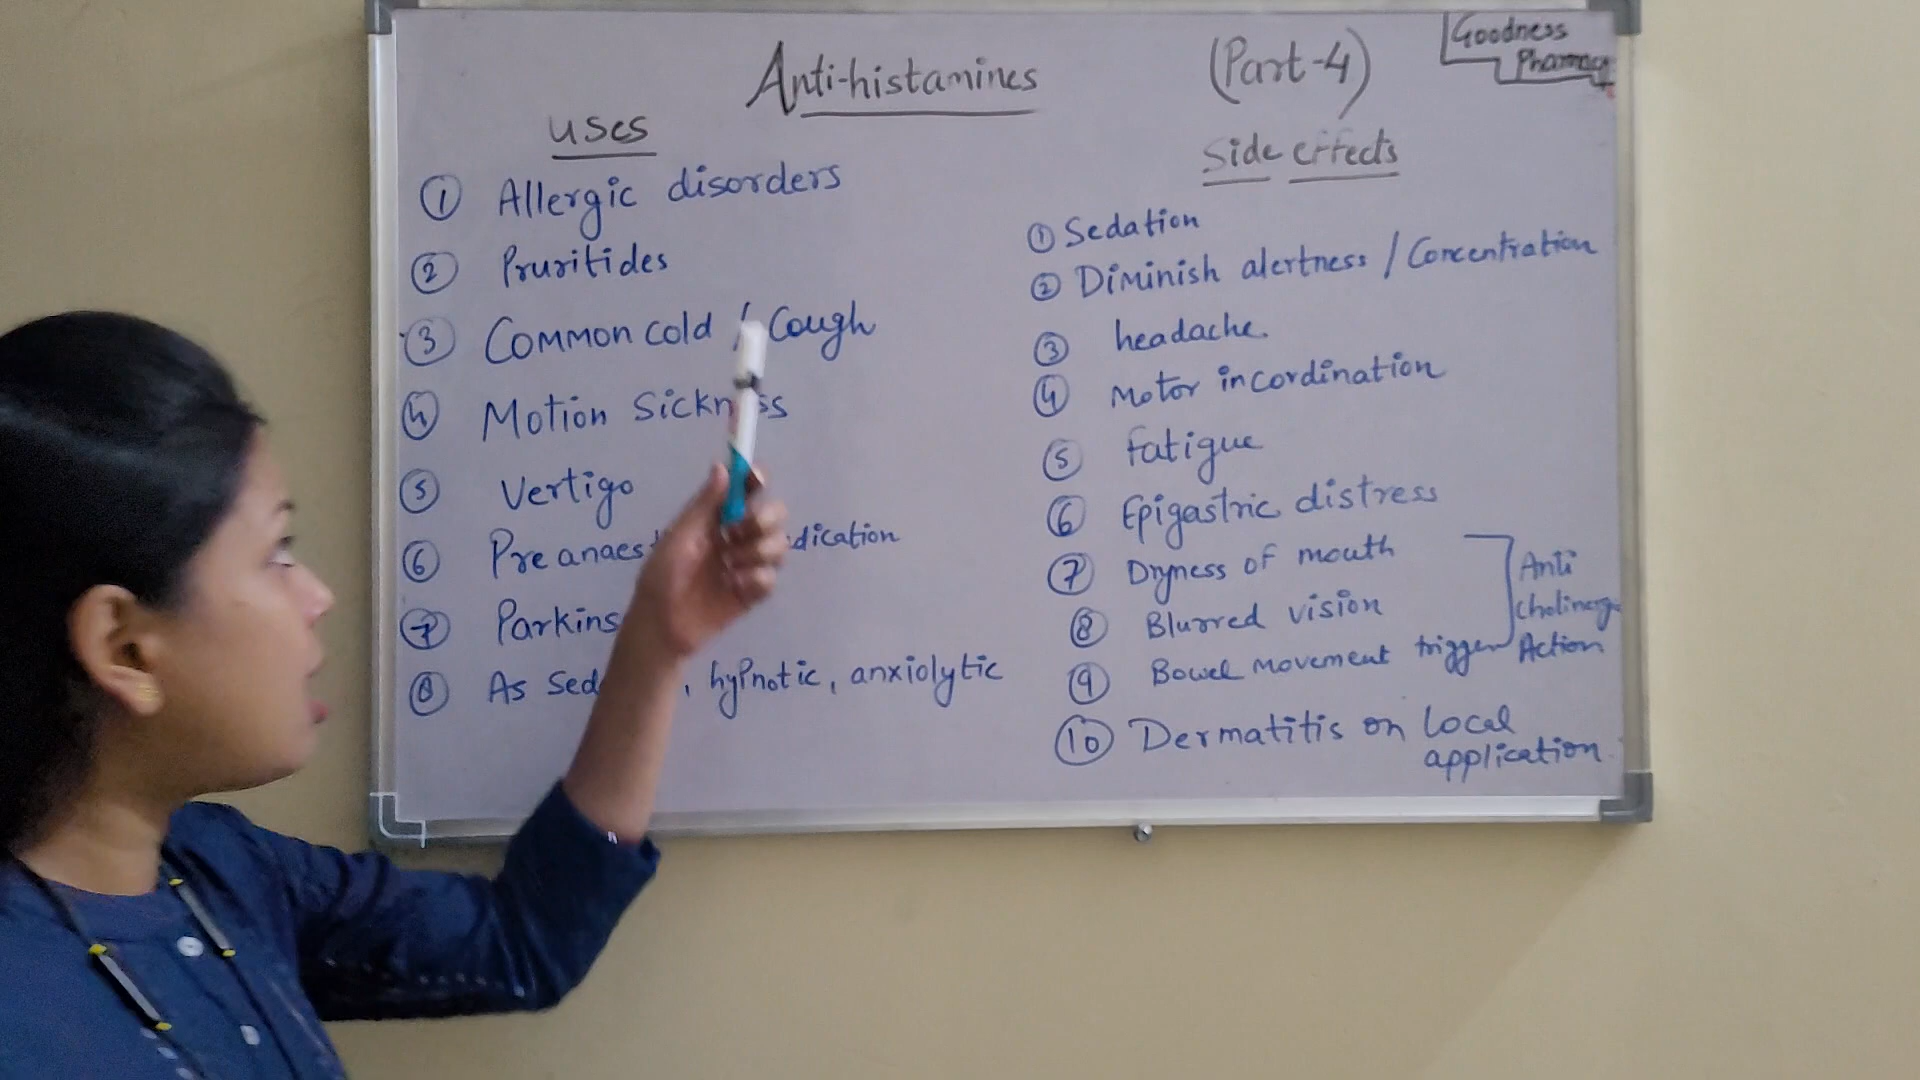 Anti-histamines (Part-4)
Goodness
Pharmacy
uses
① Allergic disorders
② Pruritides
③ Common cold / Cough
④ Motion Sickness
⑤ Vertigo
⑥ Pre anaes dication
⑦ Parkins
⑧ As Sed , hypnotic, anxiolytic
Side effects
① Sedation
② Diminish alertness / Concentration
③ headache.
④ Motor incordination
⑤ fatigue
⑥ Epigastric distress
⑦ Dryness of mouth
⑧ Blurred vision
⑨ Bowel movement trigger
Anti
cholinerg
Action
⑩ Dermatitis on local
application.